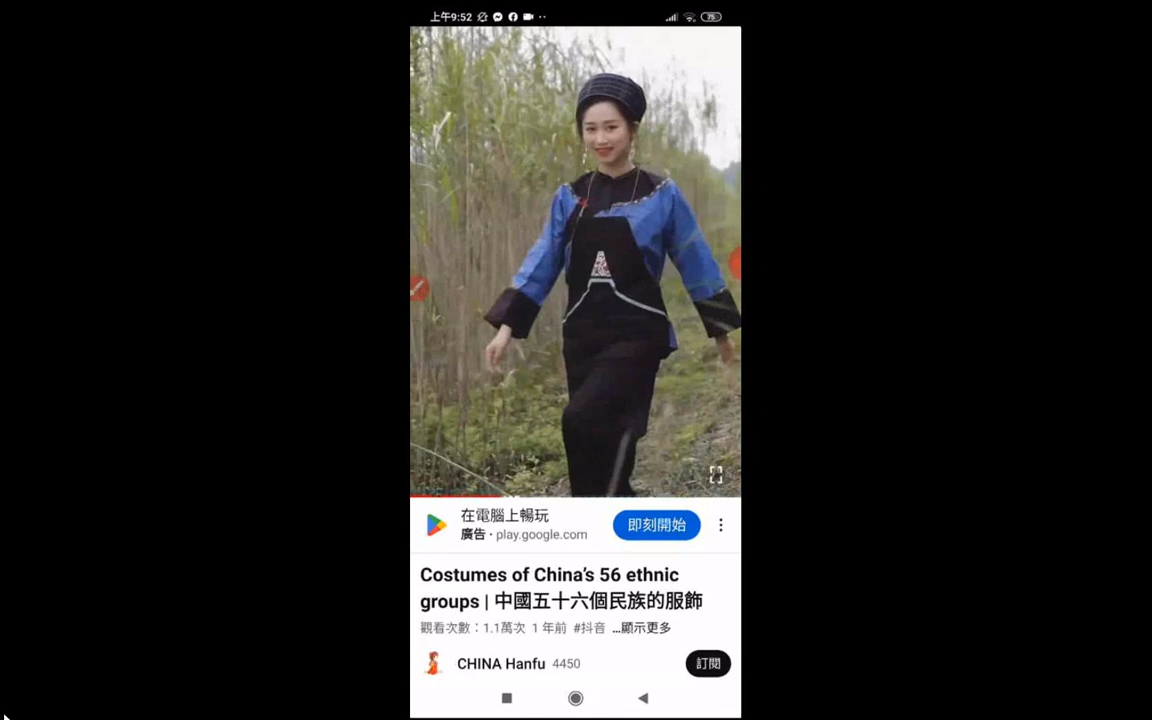 上午9:52
75
在電腦上暢玩
廣告 · play.google.com
即刻開始
Costumes of China's 56 ethnic
groups | 中國五十六個民族的服飾
觀看次數：1.1萬次 1 年前 #抖音 ...顯示更多
CHINA Hanfu 4450
訂閱